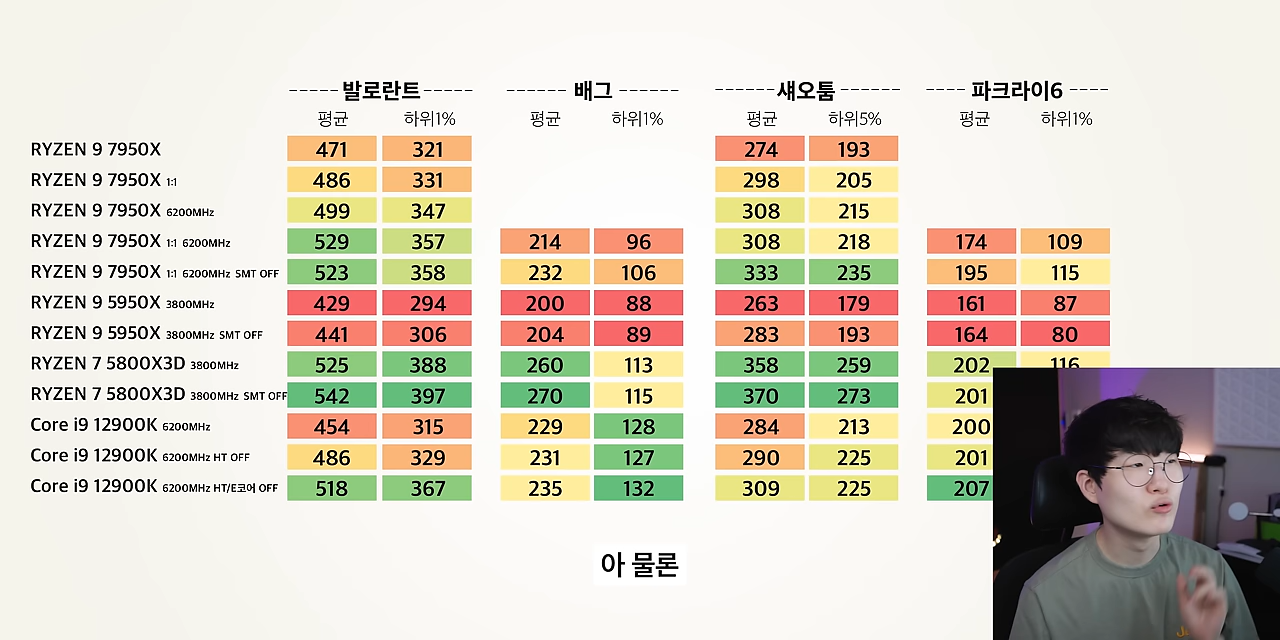 발로란트 배그 섀오툼 파크라이6
평균 하위1% 평균 하위1% 평균 하위5% 평균 하위1%
RYZEN 9 7950X 471 321 274 193
RYZEN 9 7950X 1:1 486 331 298 205
RYZEN 9 7950X 6200MHz 499 347 308 215
RYZEN 9 7950X 1:1 6200MHz 529 357 214 96 308 218 174 109
RYZEN 9 7950X 1:1 6200MHz SMT OFF 523 358 232 106 333 235 195 115
RYZEN 9 5950X 3800MHz 429 294 200 88 263 179 161 87
RYZEN 9 5950X 3800MHz SMT OFF 441 306 204 89 283 193 164 80
RYZEN 7 5800X3D 3800MHz 525 388 260 113 358 259 202 116
RYZEN 7 5800X3D 3800MHz SMT OFF 542 397 270 115 370 273 201
Core i9 12900K 6200MHz 454 315 229 128 284 213 200
Core i9 12900K 6200MHz HT OFF 486 329 231 127 290 225 201
Core i9 12900K 6200MHz HT/E코어 OFF 518 367 235 132 309 225 207
아 물론